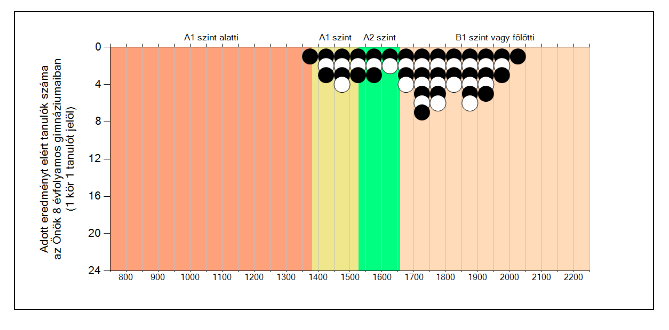 A1 szint alatti A1 szint A2 szint B1 szint vagy fölötti
Adott eredményt elért tanulók száma
az Önök 8 évfolyamos gimnáziumaiban
(1 kör 1 tanulót jelöl)
0
4
8
12
16
20
24
800 900 1000 1100 1200 1300 1400 1500 1600 1700 1800 1900 2000 2100 2200